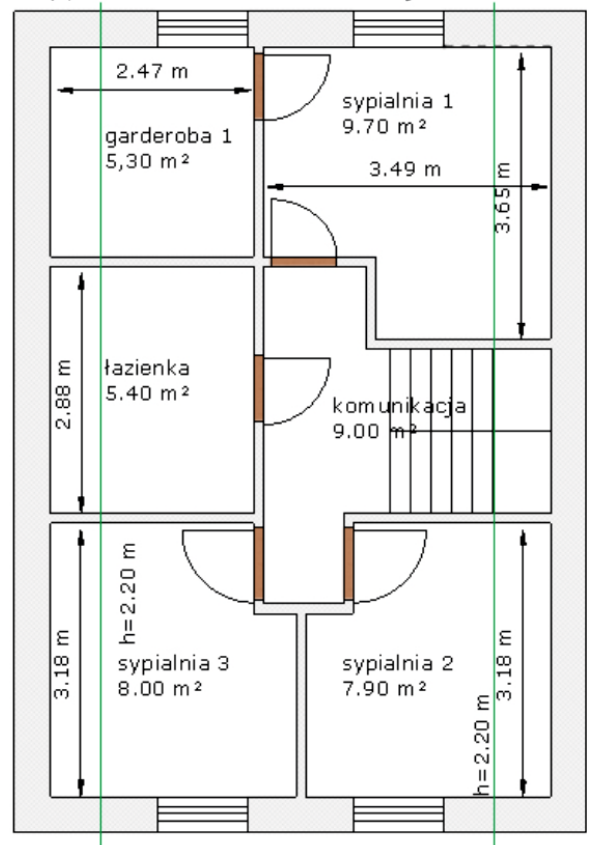 2.47 m
garderoba 1
5,30 m²
sypialnia 1
9.70 m²
3.49 m
3.65 m
łazienka
5.40 m²
2.88 m
komunikacja
9.00 m²
h=2.20 m
3.18 m
sypialnia 3
8.00 m²
sypialnia 2
7.90 m²
3.18 m
h=2.20 m